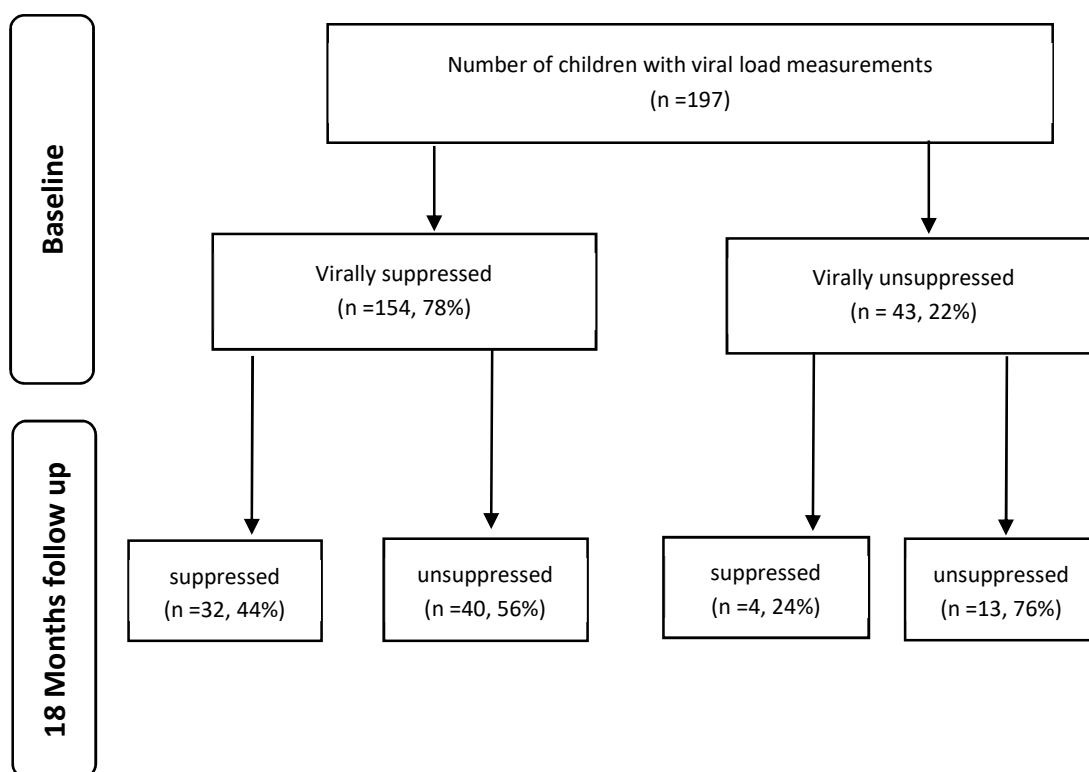 Baseline
Number of children with viral load measurements
(n =197)
Virally suppressed
(n =154, 78%)
Virally unsuppressed
(n = 43, 22%)
18 Months follow up
suppressed
(n =32, 44%)
unsuppressed
(n =40, 56%)
suppressed
(n =4, 24%)
unsuppressed
(n =13, 76%)